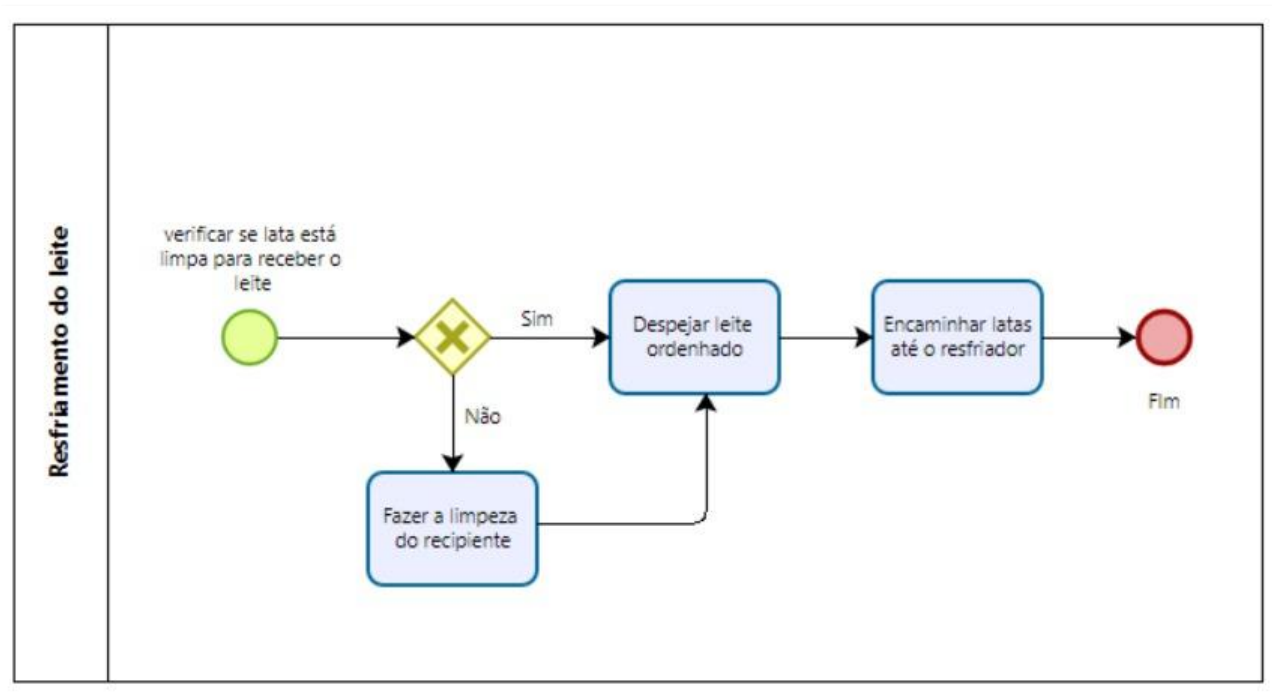 Resfriamento do leite
verificar se lata está
limpa para receber o
leite
Sim
Não
Despejar leite
ordenhado
Encaminhar latas
até o resfriador
FIm
Fazer a limpeza
do recipiente